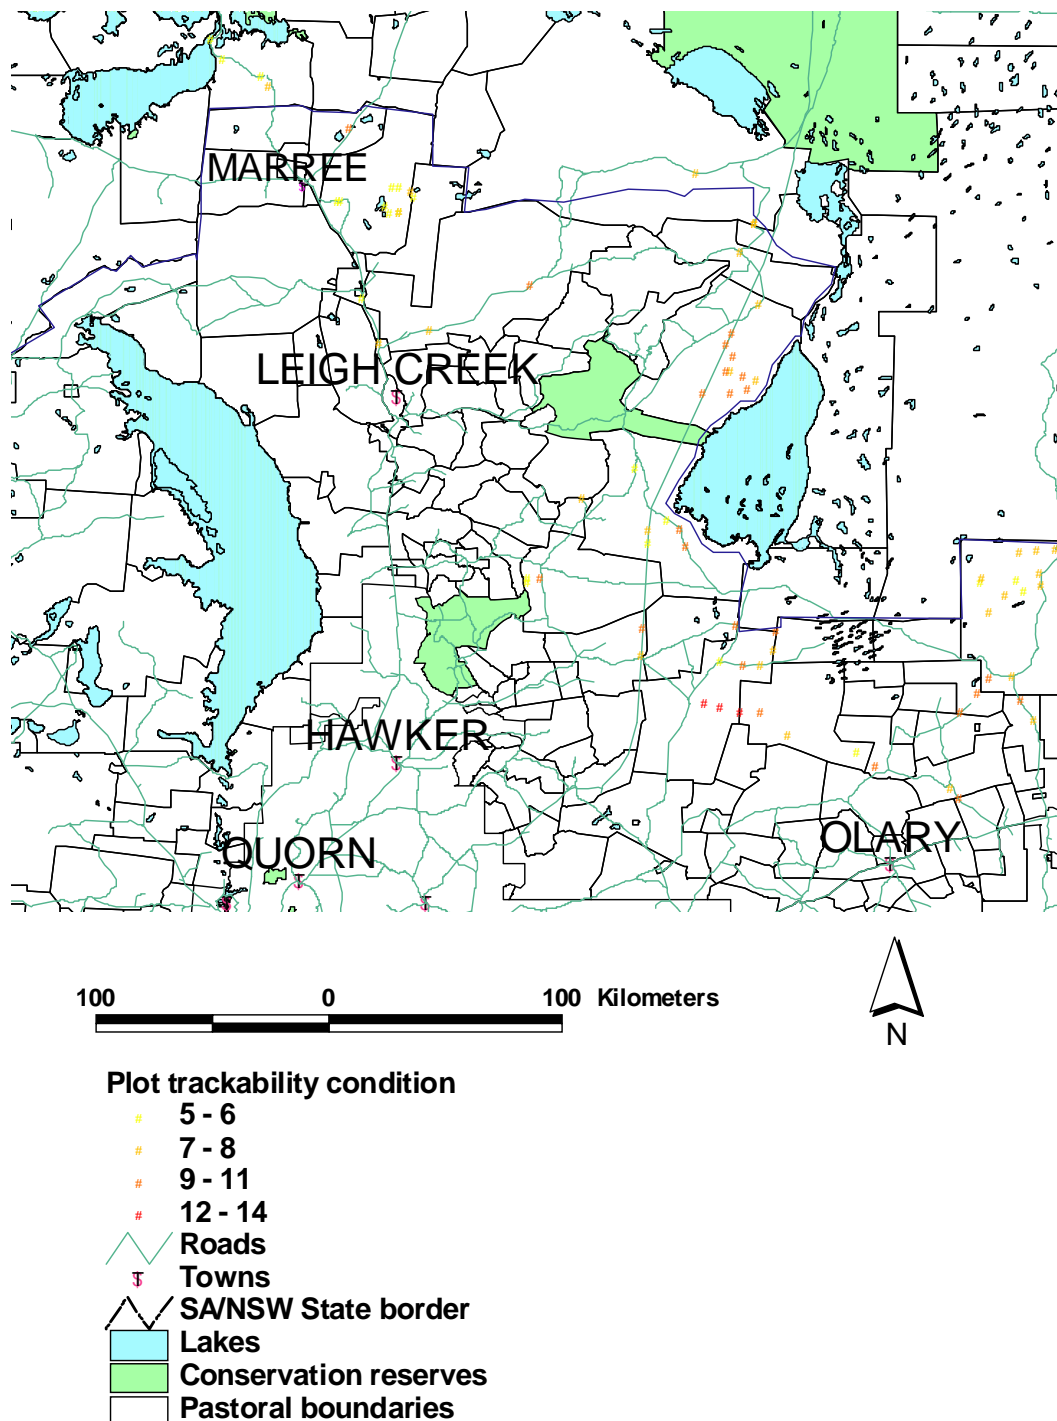 MARREE
LEIGH CREEK
HAWKER
QUORN
OLARY
100 0 100 Kilometers
N
Plot trackability condition
# 5 - 6
# 7 - 8
# 9 - 11
# 12 - 14
Roads
Towns
SA/NSW State border
Lakes
Conservation reserves
Pastoral boundaries